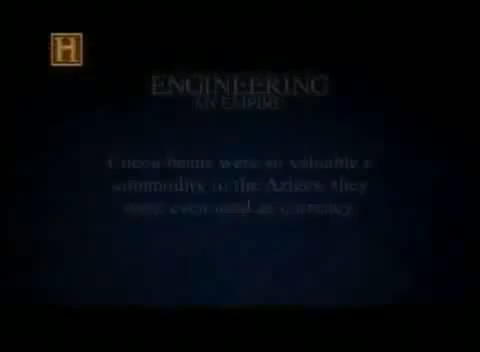 H
ENGINEERING
AN EMPIRE
Cocoa beans were so valuable a
commodity to the Aztecs, they
were even used as currency